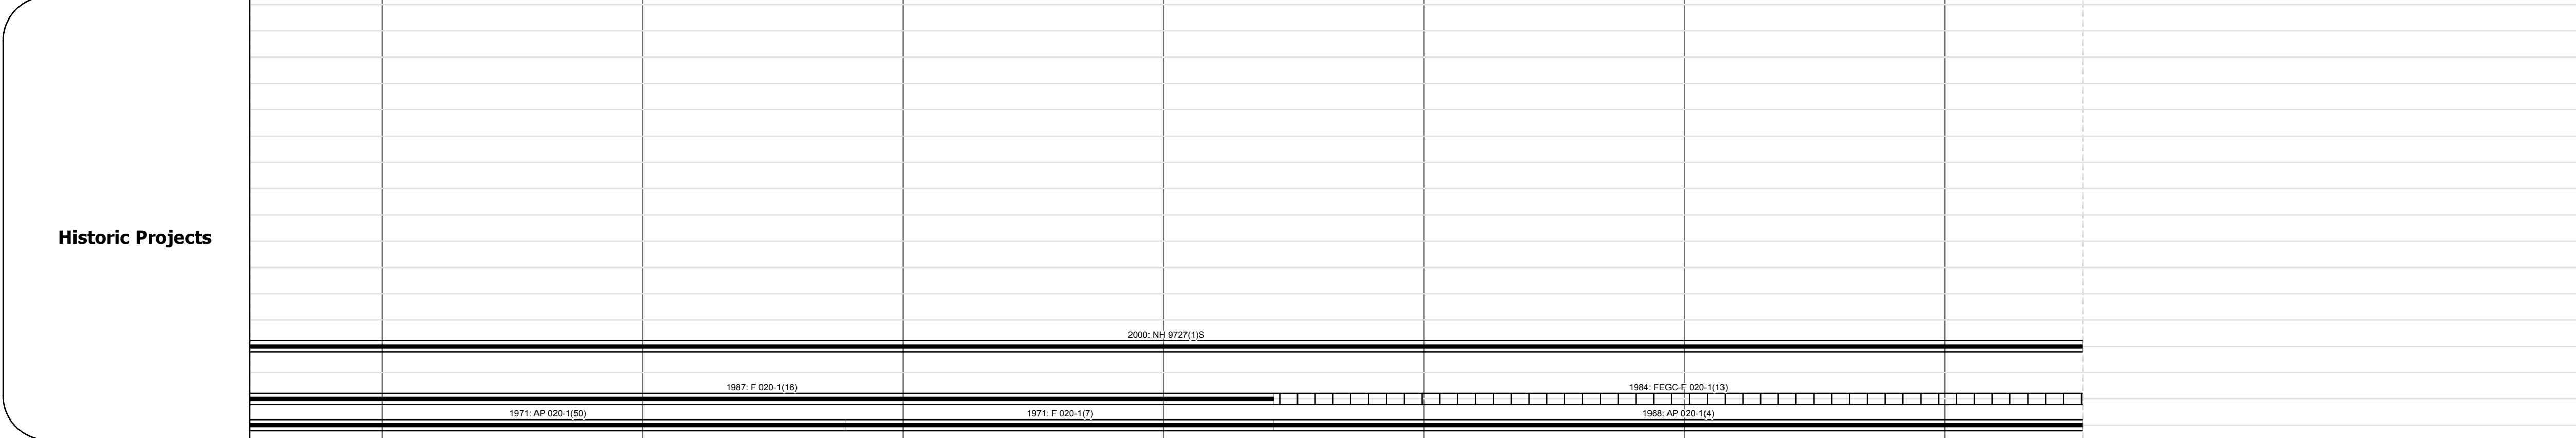 Historic Projects
2000: NH 9727(1)S
1987: F 020-1(16)
1984: FEGC-F 020-1(13)
1971: AP 020-1(50)
1971: F 020-1(7)
1968: AP 020-1(4)